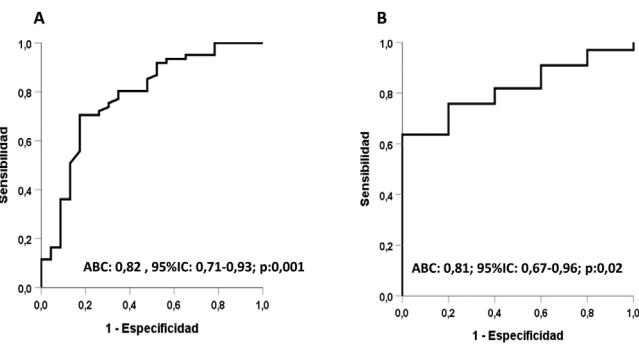 A
1,0
0,8
0,6
0,4
0,2
0,0
Sensibilidad
ABC: 0,82 , 95%IC: 0,71-0,93; p:0,001
0,0 0,2 0,4 0,6 0,8 1,0
1 - Especificidad
B
1,0
0,8
0,6
0,4
0,2
0,0
Sensibilidad
ABC: 0,81; 95%IC: 0,67-0,96; p:0,02
0,0 0,2 0,4 0,6 0,8 1,0
1 - Especificidad